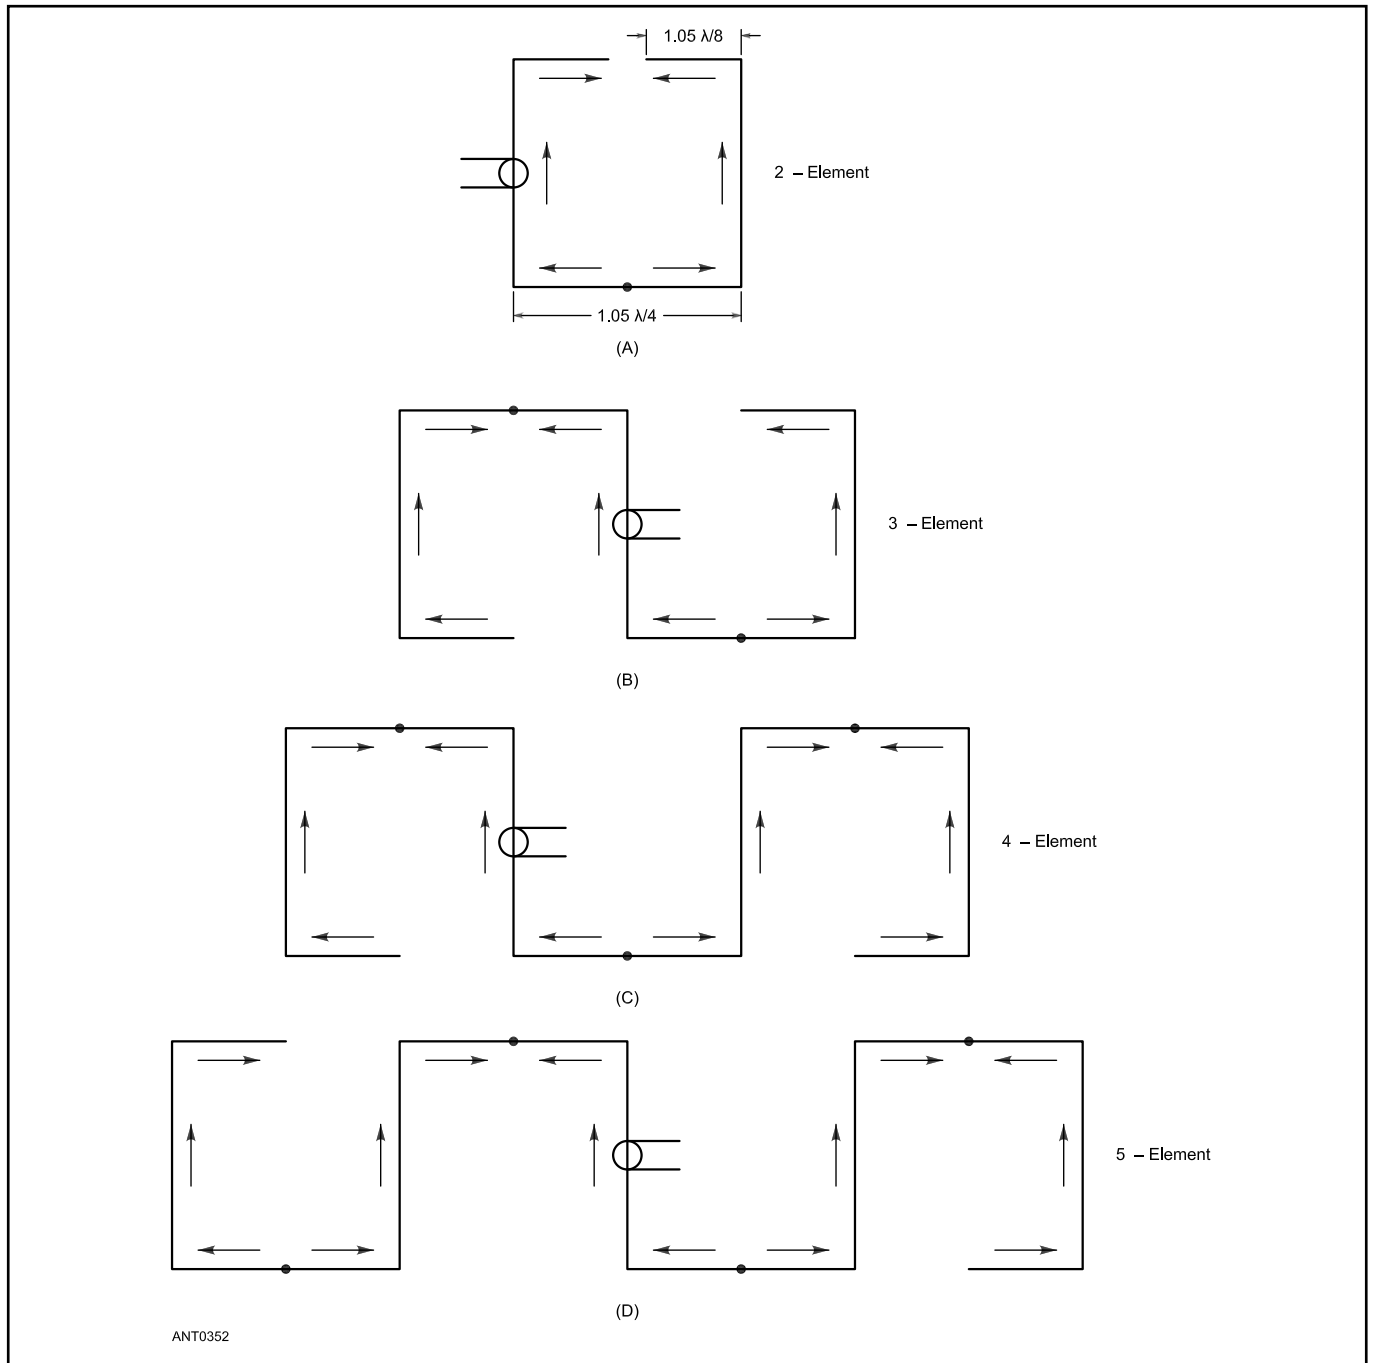 1.05 λ/8
2 – Element
1.05 λ/4
(A)
3 – Element
(B)
4 – Element
(C)
5 – Element
(D)
ANT0352